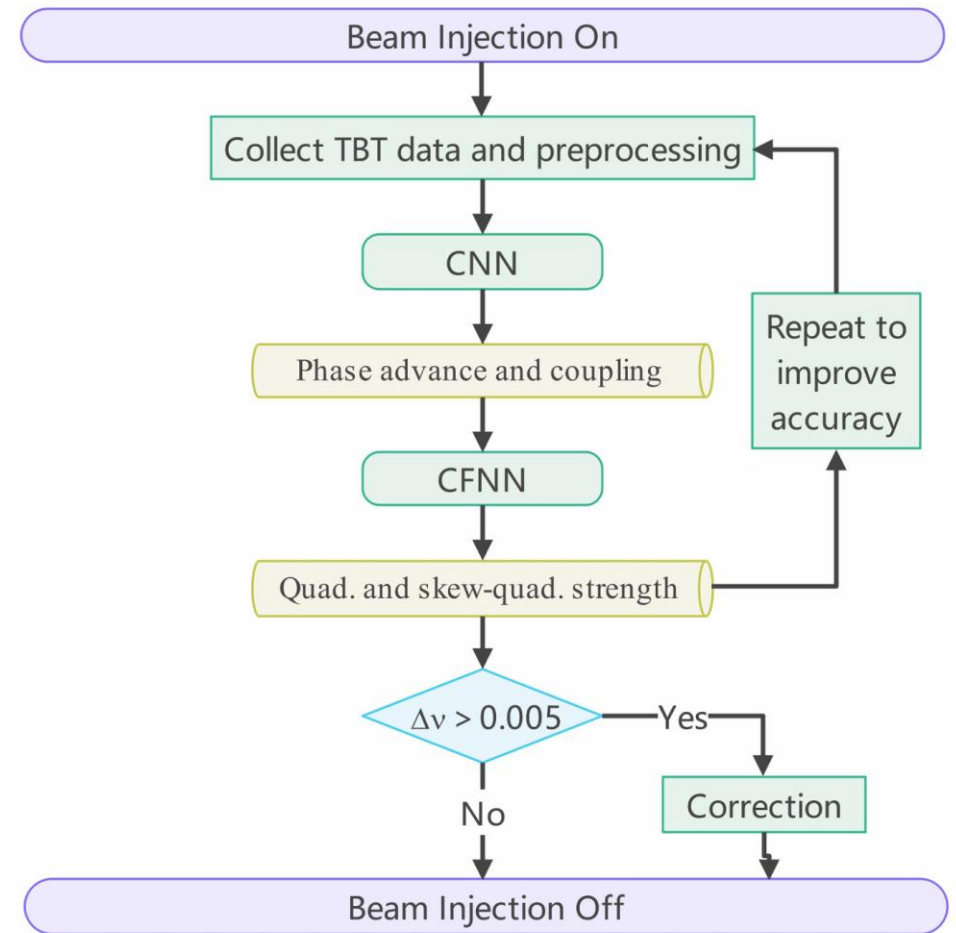 Beam Injection On
Collect TBT data and preprocessing
CNN
Phase advance and coupling
Repeat to
improve
accuracy
CFNN
Quad. and skew-quad. strength
Δν > 0.005
Yes
No
Correction
Beam Injection Off